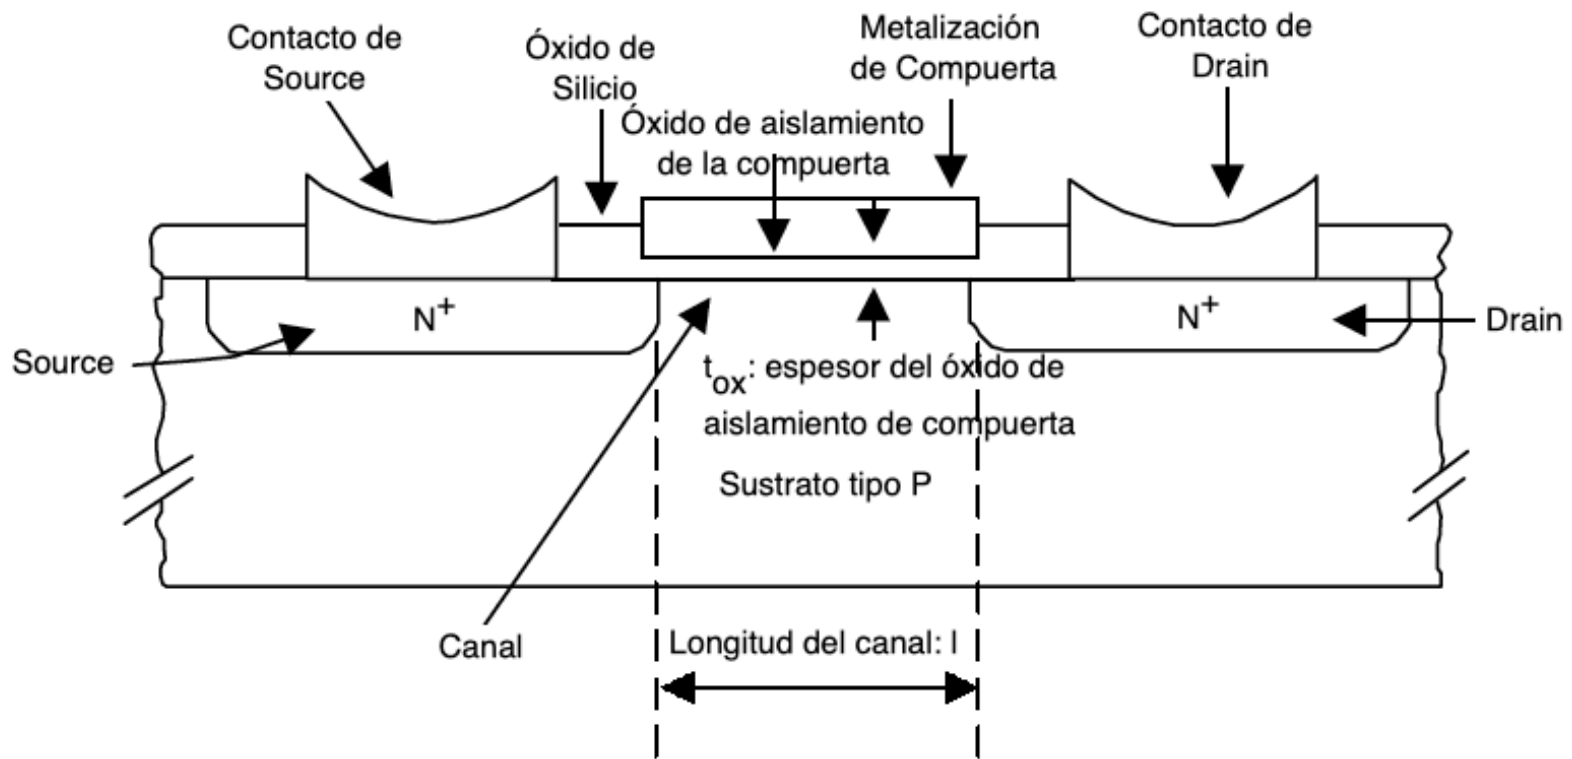 Contacto de
Source
Óxido de
Silicio
Metalización
de Compuerta
Contacto de
Drain
Óxido de aislamiento
de la compuerta
N+
N+
Source
Drain
tox: espesor del óxido de
aislamiento de compuerta
Sustrato tipo P
Canal
Longitud del canal: l